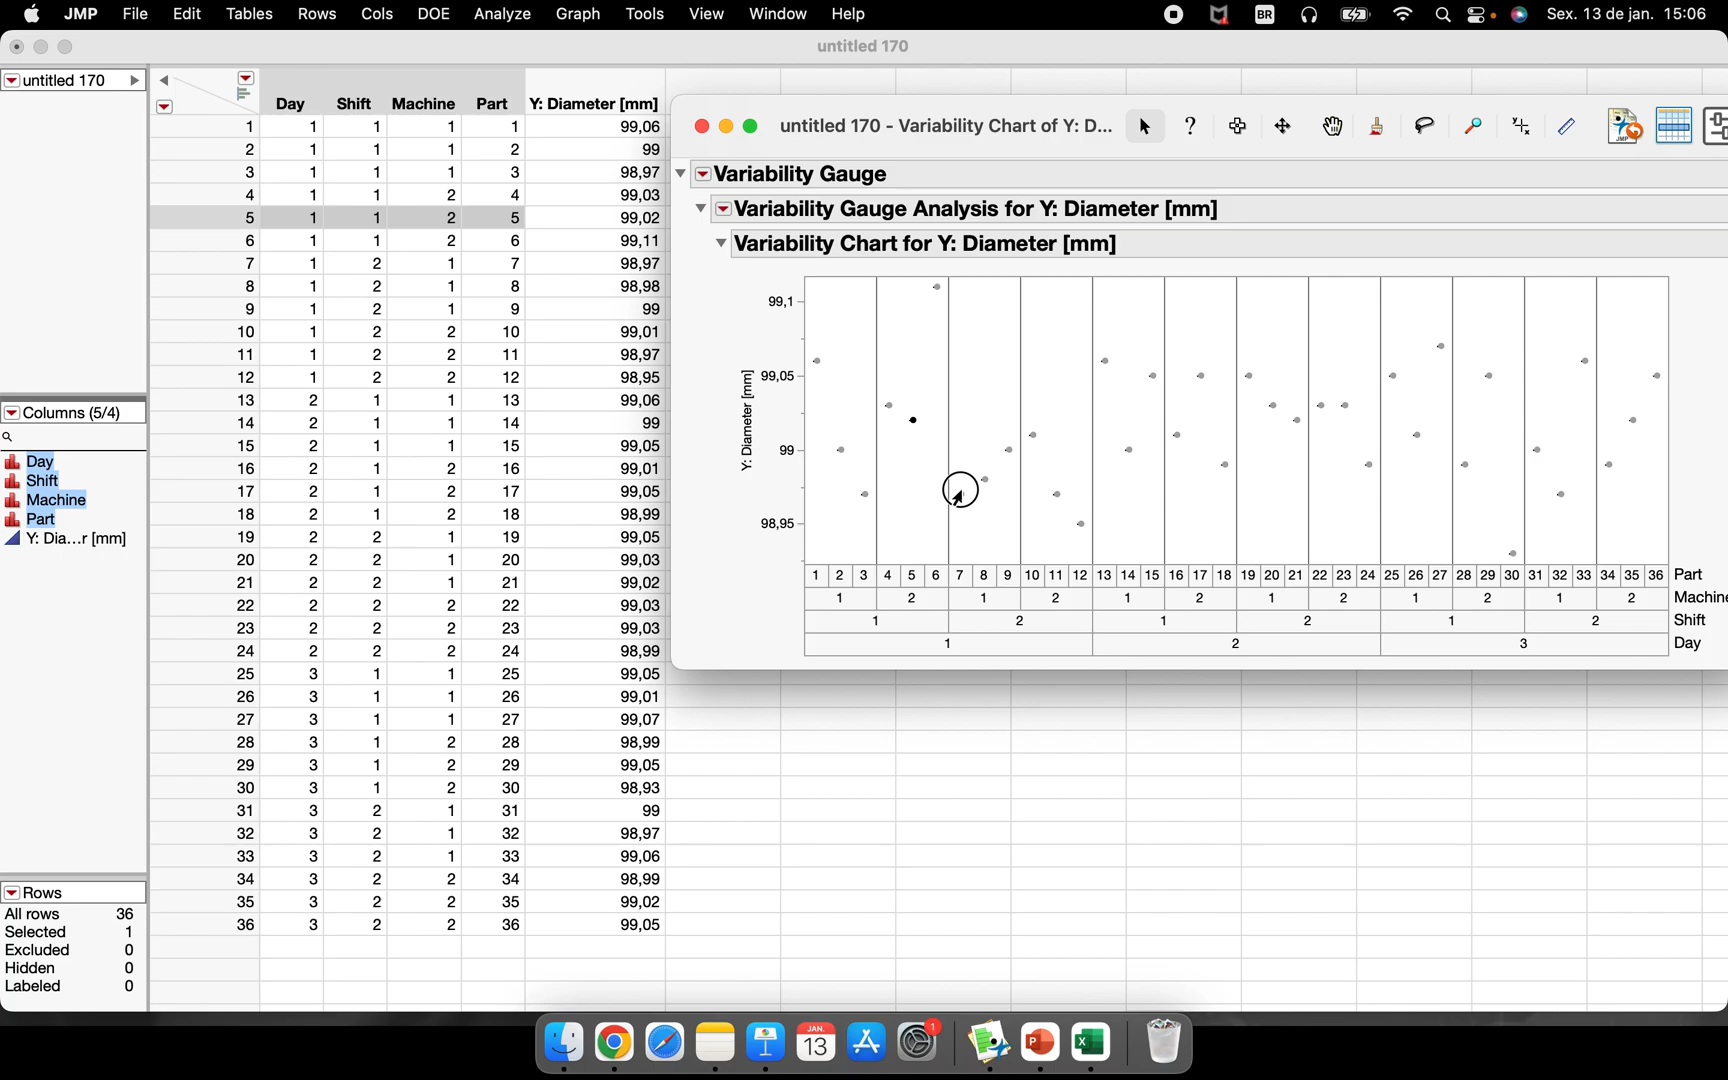 JMP File Edit Tables Rows Cols DOE Analyze Graph Tools View Window Help BR Sex. 13 de jan. 15:06
untitled 170
untitled 170
Day Shift Machine Part Y: Diameter [mm]
1 1 1 1 1 99,06
2 1 1 1 2 99
3 1 1 1 3 98,97
4 1 1 2 4 99,03
5 1 1 2 5 99,02
6 1 1 2 6 99,11
7 1 2 1 7 98,97
8 1 2 1 8 98,98
9 1 2 1 9 99
10 1 2 2 10 99,01
11 1 2 2 11 98,97
12 1 2 2 12 98,95
13 2 1 1 13 99,06
14 2 1 1 14 99
15 2 1 1 15 99,05
16 2 1 2 16 99,01
17 2 1 2 17 99,05
18 2 1 2 18 98,99
19 2 2 1 19 99,05
20 2 2 1 20 99,03
21 2 2 1 21 99,02
22 2 2 2 22 99,03
23 2 2 2 23 99,03
24 2 2 2 24 98,99
25 3 1 1 25 99,05
26 3 1 1 26 99,01
27 3 1 1 27 99,07
28 3 1 2 28 98,99
29 3 1 2 29 99,05
30 3 1 2 30 98,93
31 3 2 1 31 99
32 3 2 1 32 98,97
33 3 2 1 33 99,06
34 3 2 2 34 98,99
35 3 2 2 35 99,02
36 3 2 2 36 99,05
Columns (5/4)
Day
Shift
Machine
Part
Y: Dia...r [mm]
Rows
All rows 36
Selected 1
Excluded 0
Hidden 0
Labeled 0
untitled 170 - Variability Chart of Y: D... ?
JMP
Variability Gauge
Variability Gauge Analysis for Y: Diameter [mm]
Variability Chart for Y: Diameter [mm]
Y: Diameter [mm]
99,1
99,05
99
98,95
1 2 3 4 5 6 7 8 9 10 11 12 13 14 15 16 17 18 19 20 21 22 23 24 25 26 27 28 29 30 31 32 33 34 35 36 Part
1 2 1 2 1 2 1 2 1 2 1 2 Machine
1 2 1 2 1 2 Shift
1 2 3 Day
JAN.
13
1
P
X